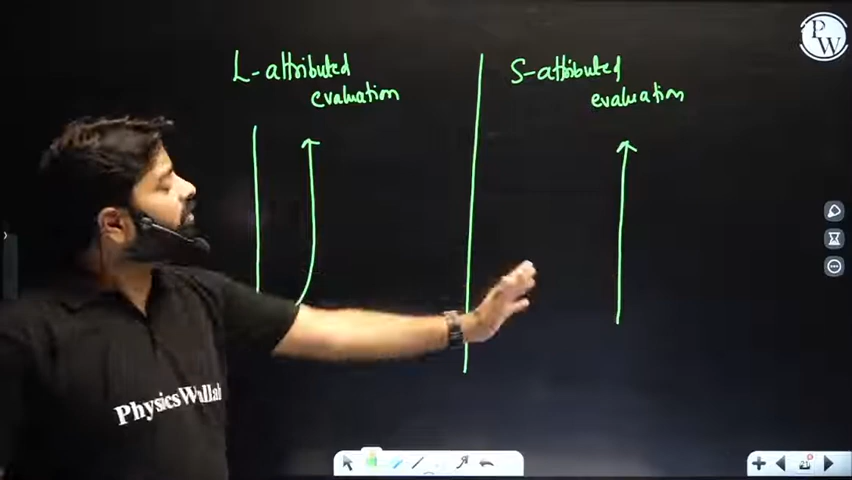 L-attributed
evaluation
S-attributed
evaluation
PW
PhysicsWallah